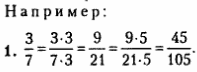 Например:
1. 3/7 = 3·3/7·3 = 9/21 = 9·5/21·5 = 45/105.